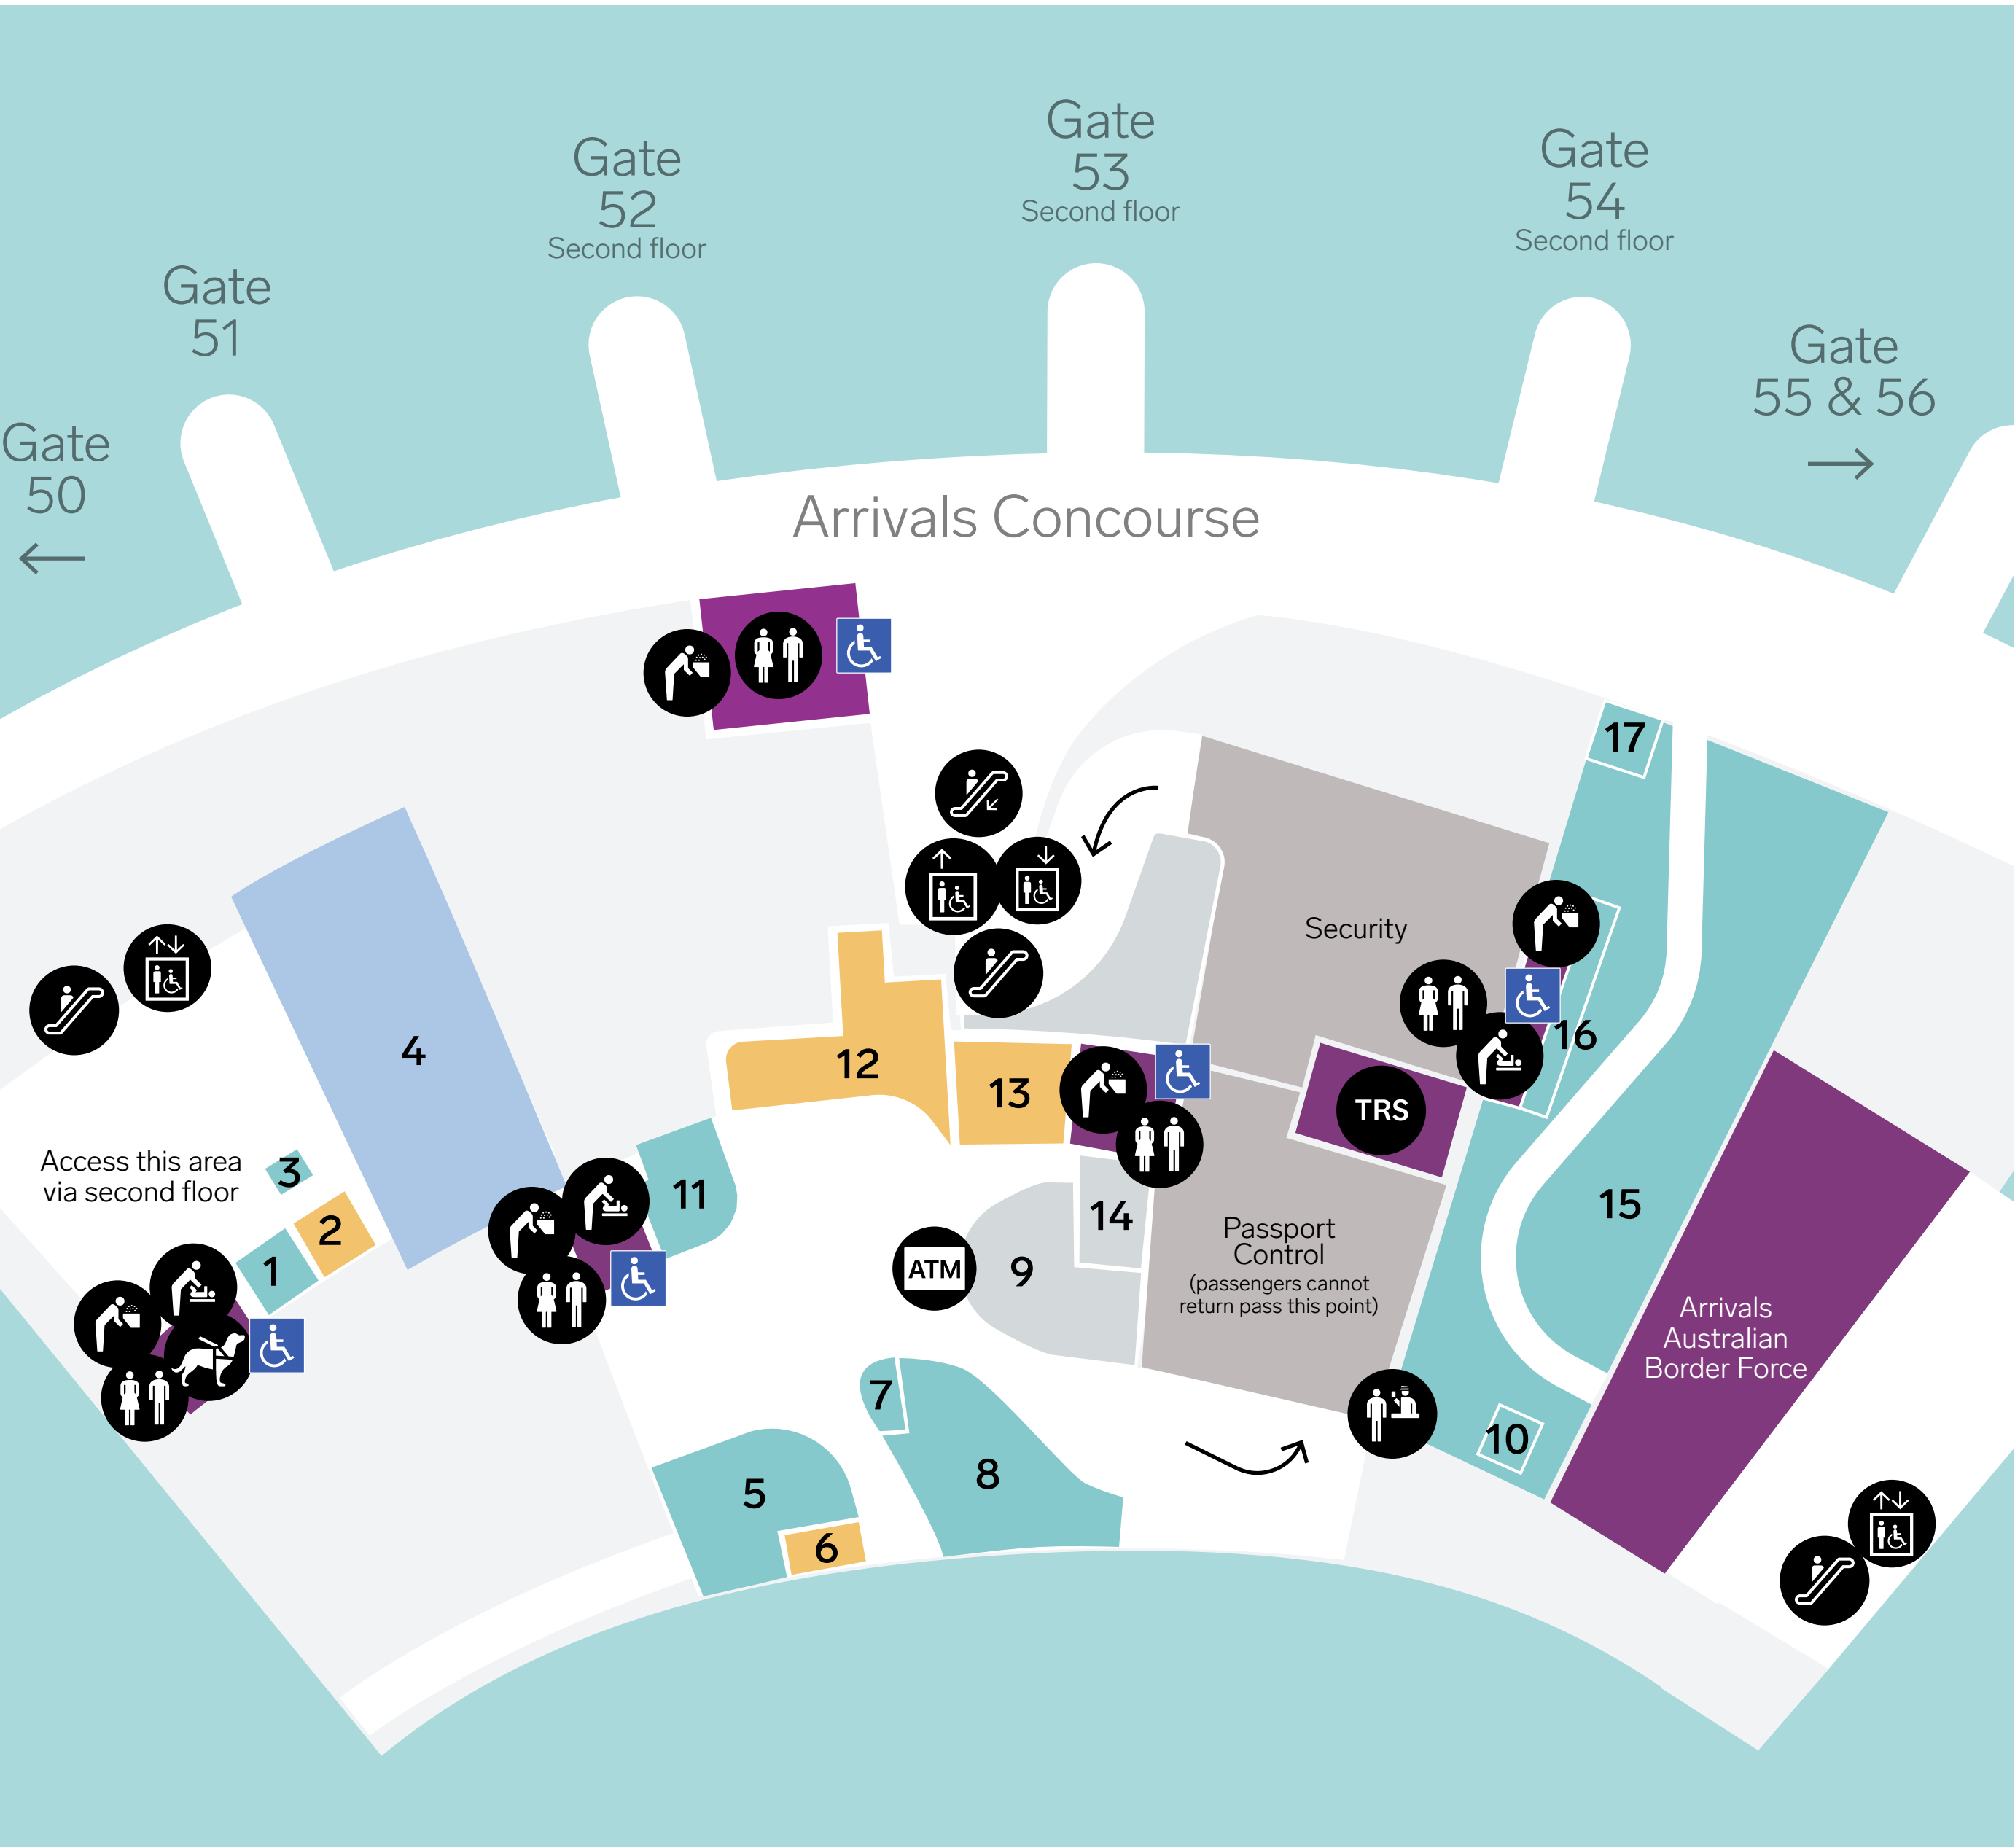 Gate
53
Second floor
Gate
54
Second floor
Gate
52
Second floor
Gate
51
Gate
55 & 56
Gate
50
Arrivals Concourse
17
Security
4
16
12
13
TRS
Access this area
via second floor
3
11
15
14
2
1
Passport
Control
(passengers cannot
return pass this point)
ATM
9
Arrivals
Australian
Border Force
7
10
8
5
6